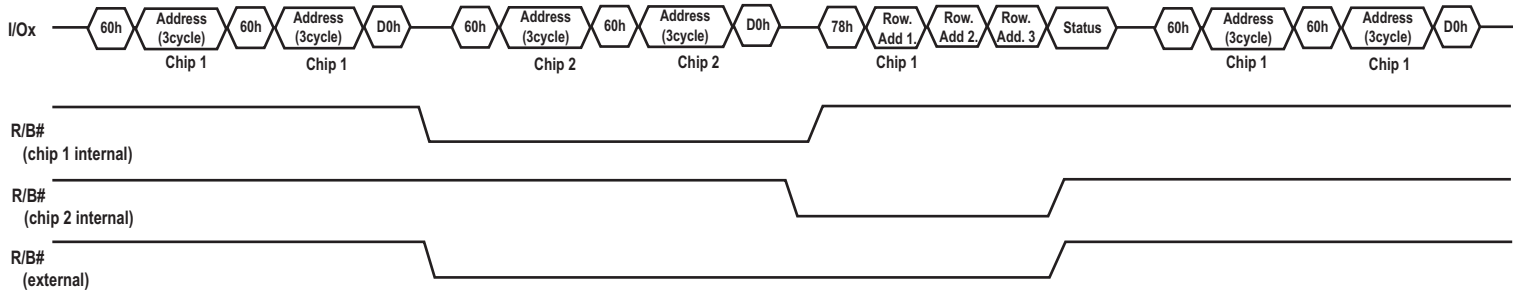 I/Ox
60h
Address
(3cycle)
60h
Address
(3cycle)
D0h
60h
Address
(3cycle)
60h
Address
(3cycle)
D0h
78h
Row.
Add 1.
Row.
Add 2.
Row.
Add. 3
Status
60h
Address
(3cycle)
60h
Address
(3cycle)
D0h
Chip 1
Chip 1
Chip 2
Chip 2
Chip 1
Chip 1
Chip 1
R/B#
(chip 1 internal)
R/B#
(chip 2 internal)
R/B#
(external)